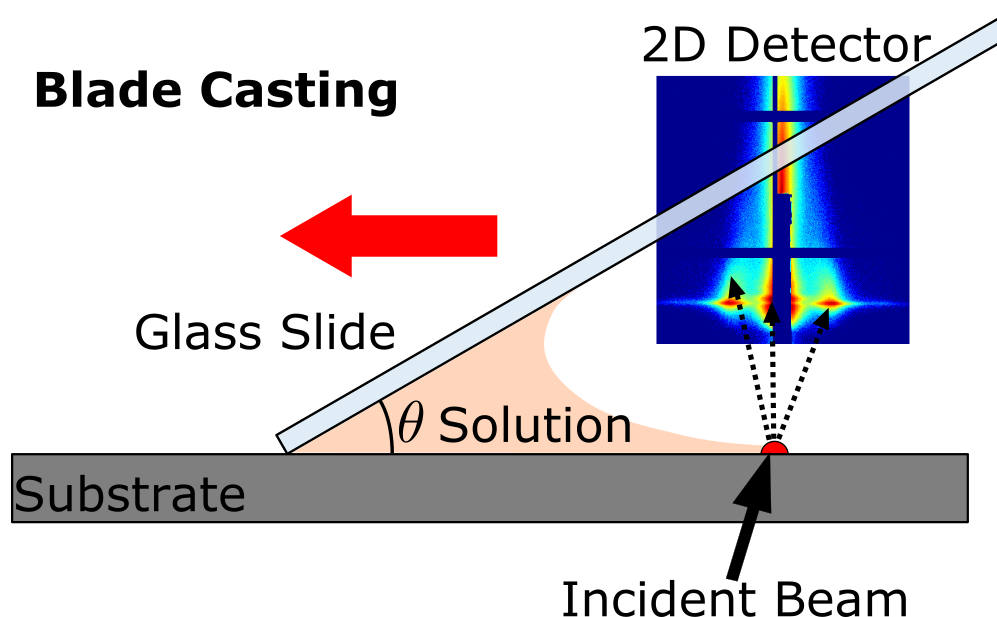 2D Detector
Blade Casting
Glass Slide
θ Solution
Substrate
Incident Beam